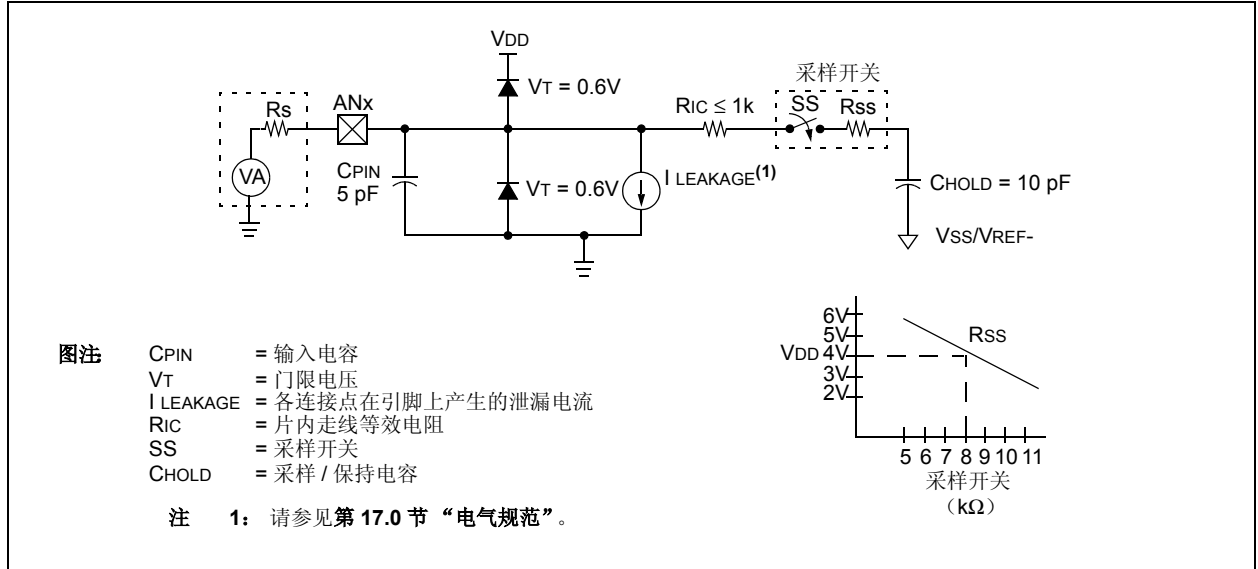 VDD
VT = 0.6V
采样开关
Rs
ANx
RIC ≤ 1k
SS
Rss
VA
CPIN
5 pF
VT = 0.6V
I LEAKAGE(1)
CHOLD = 10 pF
VSS/VREF-
6V
5V
VDD 4V
3V
2V
Rss
5 6 7 8 9 10 11
采样开关
（kΩ）
图注：
CPIN = 输入电容
VT = 门限电压
I LEAKAGE = 各连接点在引脚上产生的泄漏电流
RIC = 片内走线等效电阻
SS = 采样开关
CHOLD = 采样 / 保持电容
注 1： 请参见第 17.0 节 “电气规范”。